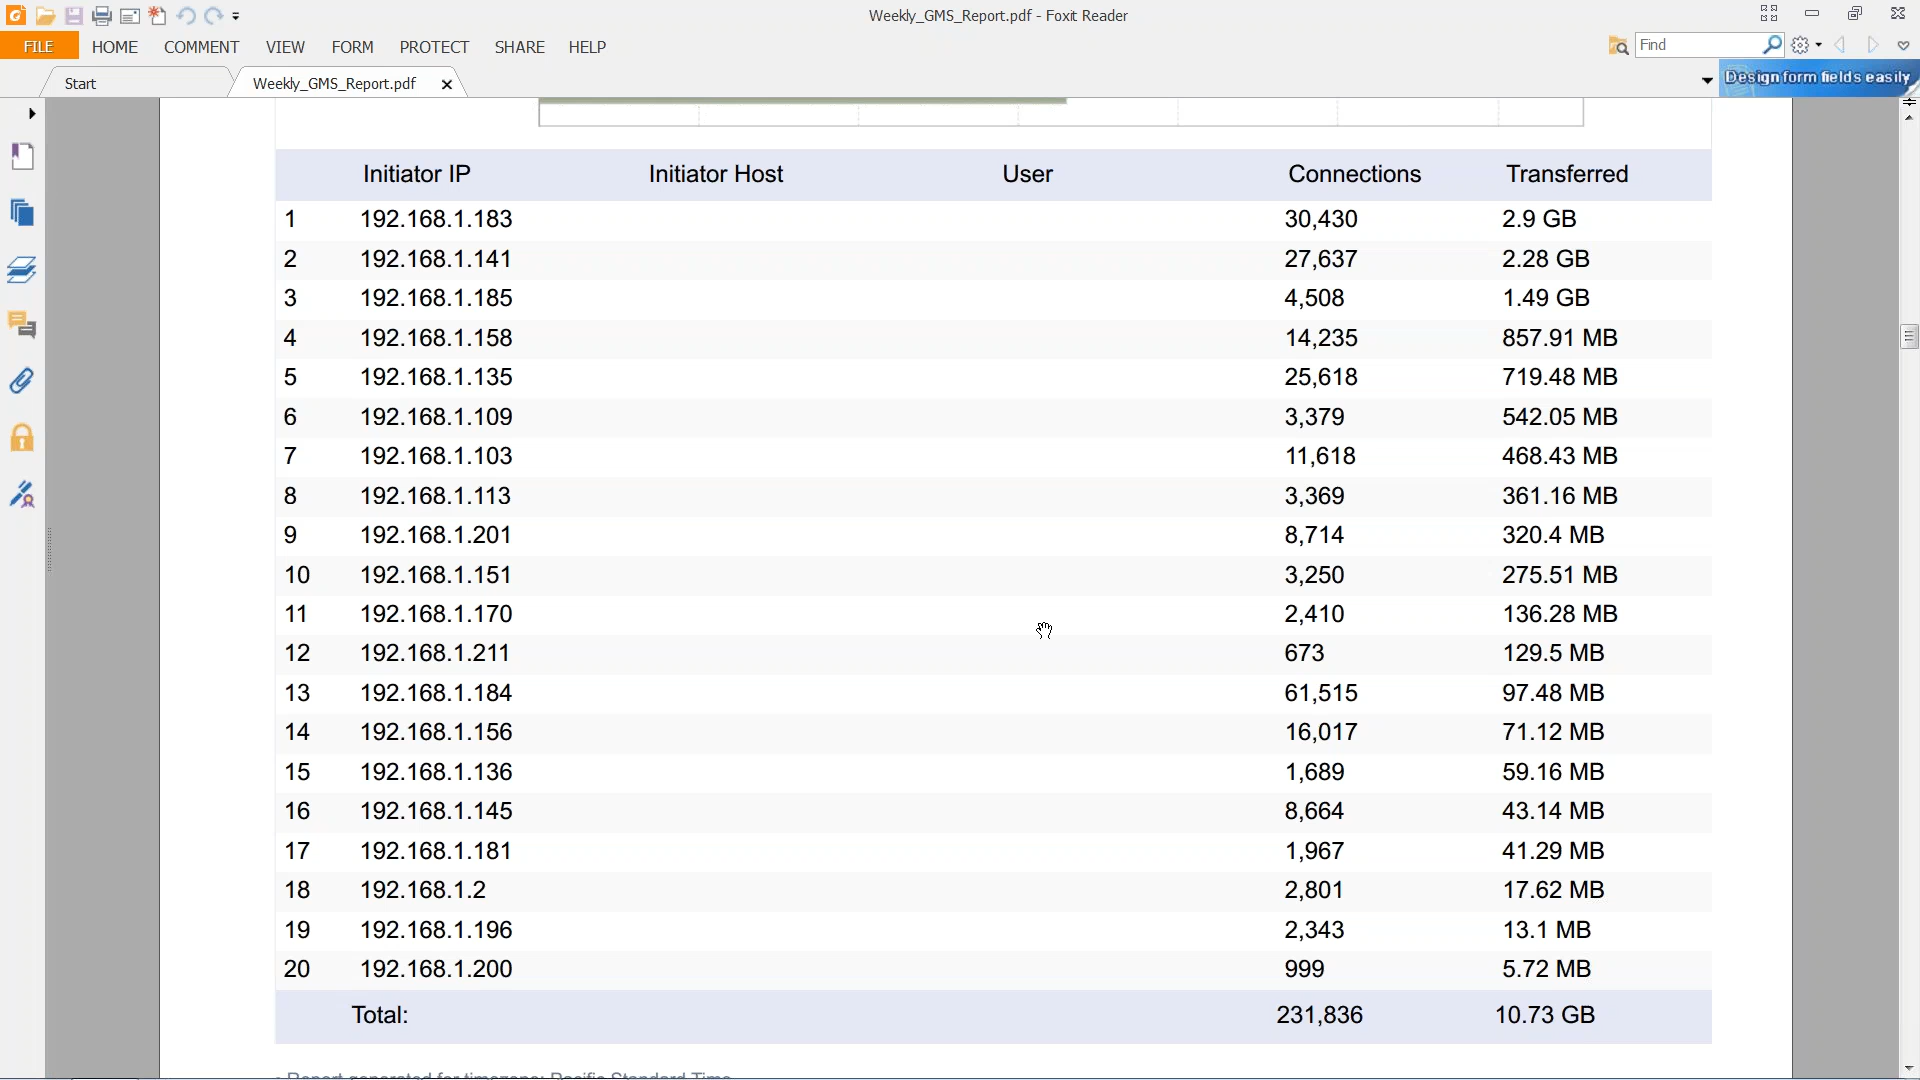 Weekly_GMS_Report.pdf - Foxit Reader
FILE HOME COMMENT VIEW FORM PROTECT SHARE HELP
Find
Start Weekly_GMS_Report.pdf
Design form fields easily
Initiator IP Initiator Host User Connections Transferred
1 192.168.1.183 30,430 2.9 GB
2 192.168.1.141 27,637 2.28 GB
3 192.168.1.185 4,508 1.49 GB
4 192.168.1.158 14,235 857.91 MB
5 192.168.1.135 25,618 719.48 MB
6 192.168.1.109 3,379 542.05 MB
7 192.168.1.103 11,618 468.43 MB
8 192.168.1.113 3,369 361.16 MB
9 192.168.1.201 8,714 320.4 MB
10 192.168.1.151 3,250 275.51 MB
11 192.168.1.170 2,410 136.28 MB
12 192.168.1.211 673 129.5 MB
13 192.168.1.184 61,515 97.48 MB
14 192.168.1.156 16,017 71.12 MB
15 192.168.1.136 1,689 59.16 MB
16 192.168.1.145 8,664 43.14 MB
17 192.168.1.181 1,967 41.29 MB
18 192.168.1.2 2,801 17.62 MB
19 192.168.1.196 2,343 13.1 MB
20 192.168.1.200 999 5.72 MB
Total: 231,836 10.73 GB
Report generated for timezone: Pacific Standard Time